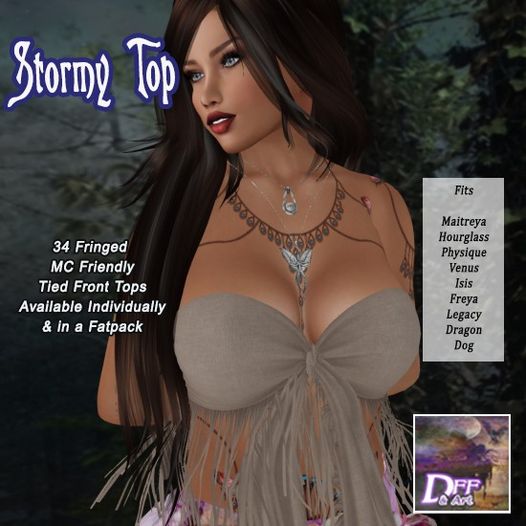 Stormy Top
34 Fringed
MC Friendly
Tied Front Tops
Available Individually
& in a Fatpack
Fits
Maitreya
Hourglass
Physique
Venus
Isis
Freya
Legacy
Dragon
Dog
DFF
& Art